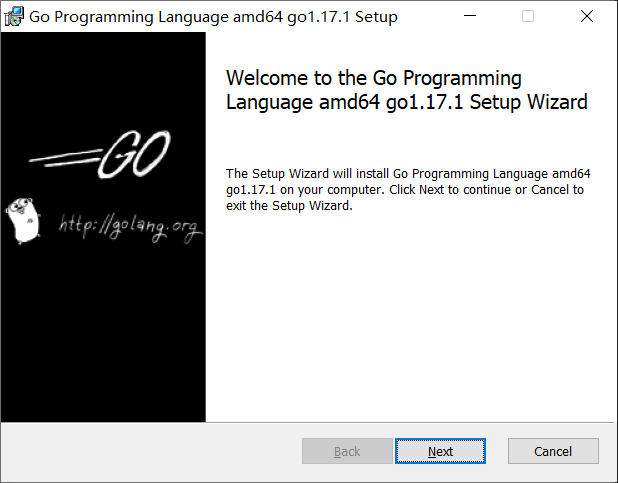 Go Programming Language amd64 go1.17.1 Setup
Welcome to the Go Programming
Language amd64 go1.17.1 Setup Wizard
GO
http://golang.org
The Setup Wizard will install Go Programming Language amd64
go1.17.1 on your computer. Click Next to continue or Cancel to
exit the Setup Wizard.
Back
Next
Cancel